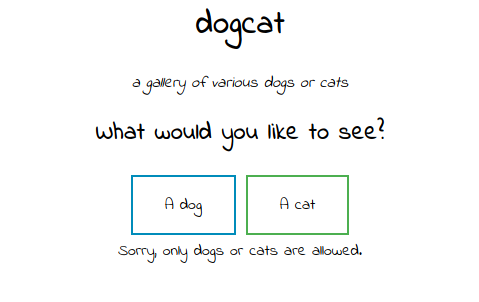 dogcat
a gallery of various dogs or cats
What would you like to see?
A dog
A cat
Sorry, only dogs or cats are allowed.